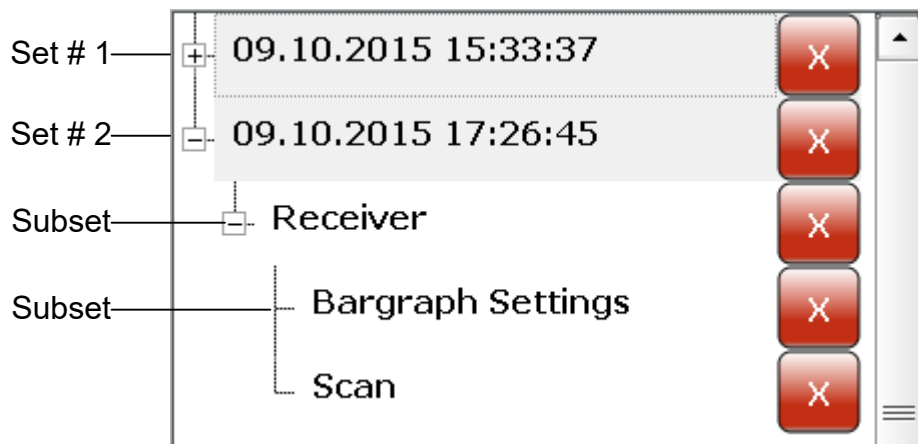 Set # 1 09.10.2015 15:33:37 X
Set # 2 09.10.2015 17:26:45 X
Subset Receiver X
Subset Bargraph Settings X
Scan X